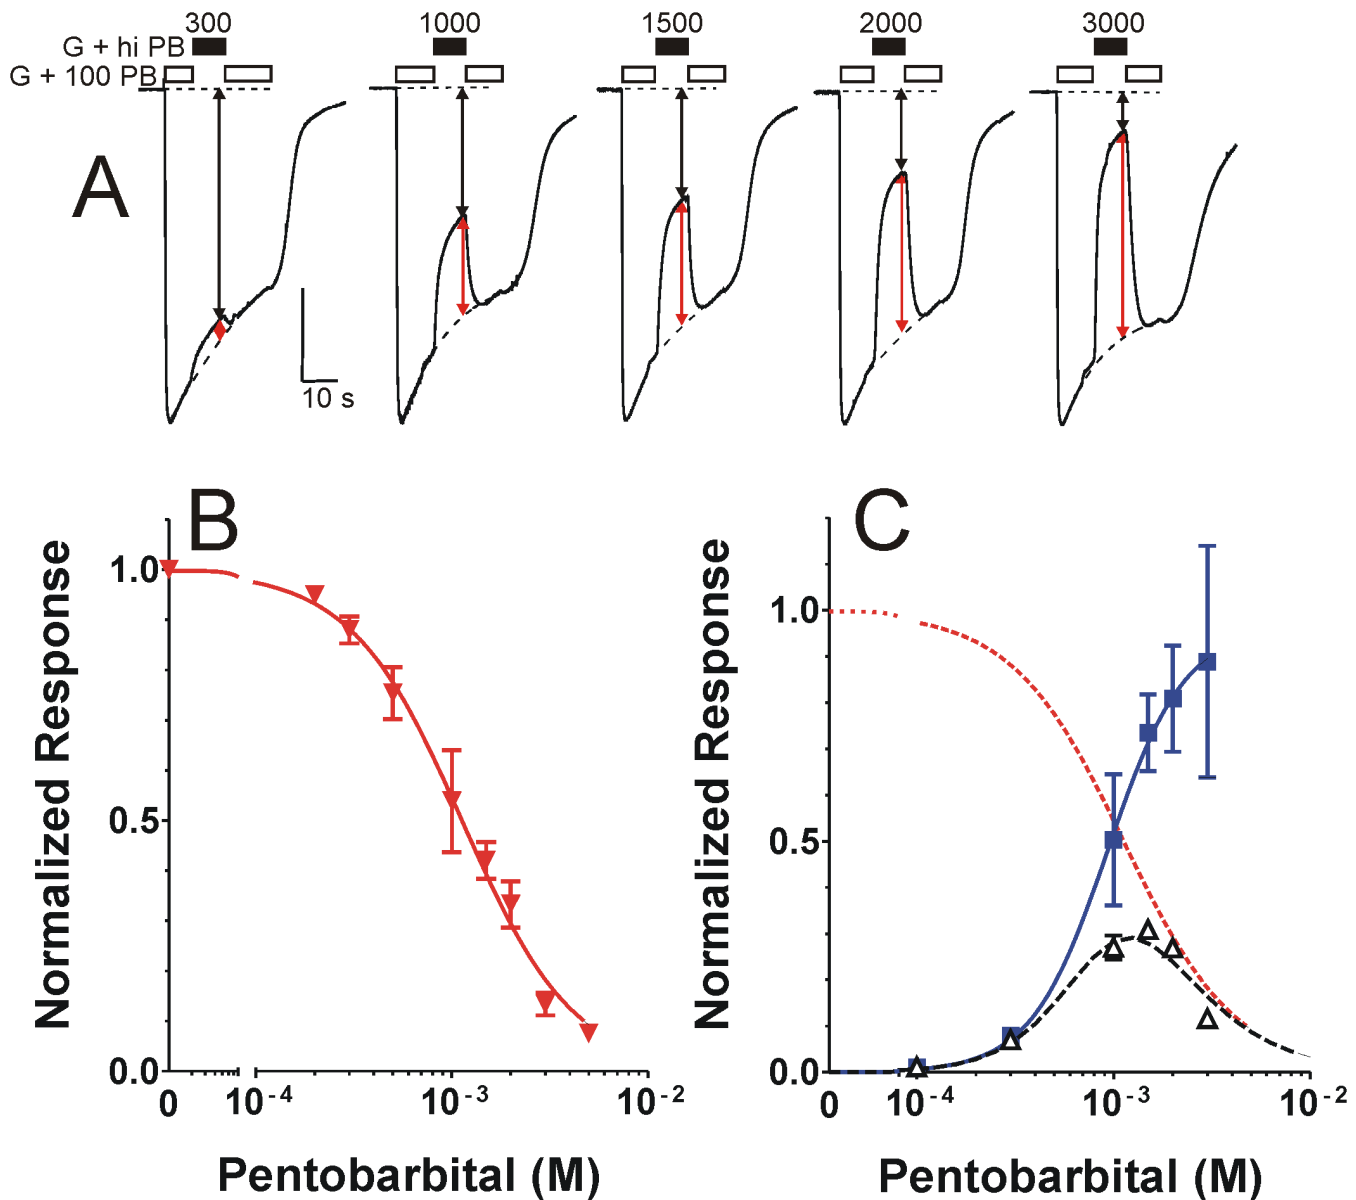 300 1000 1500 2000 3000
G + hi PB
G + 100 PB
A
10 s
B
Normalized Response
1.0
0.5
0.0
0 10-4 10-3 10-2
Pentobarbital (M)
C
Normalized Response
1.0
0.5
0.0
0 10-4 10-3 10-2
Pentobarbital (M)